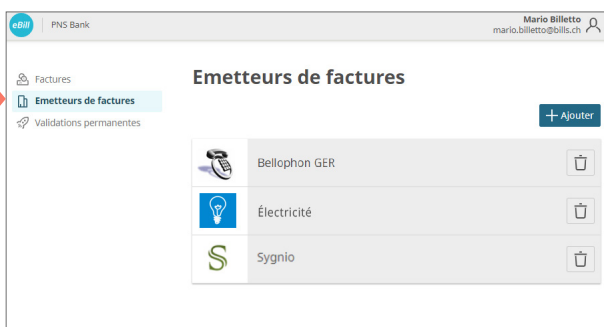 eBill PNS Bank
Mario Billetto
mario.billetto@bills.ch
Factures
Emetteurs de factures
Validations permanentes
Emetteurs de factures
+ Ajouter
Bellophon GER
Électricité
S Sygnio